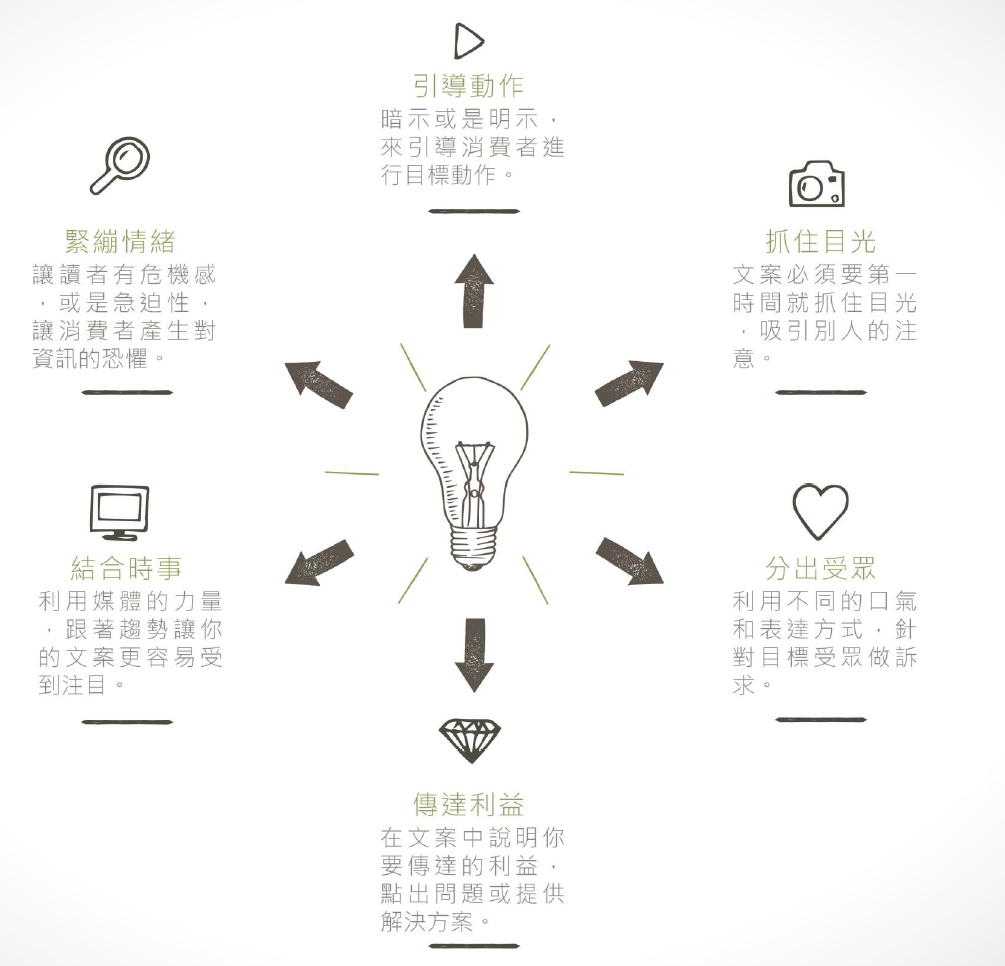 引導動作
暗示或是明示，
來引導消費者進
行目標動作。
緊繃情緒
讓讀者有危機感
，或是急迫性，
讓消費者產生對
資訊的恐懼。
抓住目光
文案必須要第一
時間就抓住目光
，吸引別人的注
意。
結合時事
利用媒體的力量
，跟著趨勢讓你
的文案更容易受
到注目。
分出受眾
利用不同的口氣
和表達方式，針
對目標受眾做訴
求。
傳達利益
在文案中說明你
要傳達的利益，
點出問題或提供
解決方案。